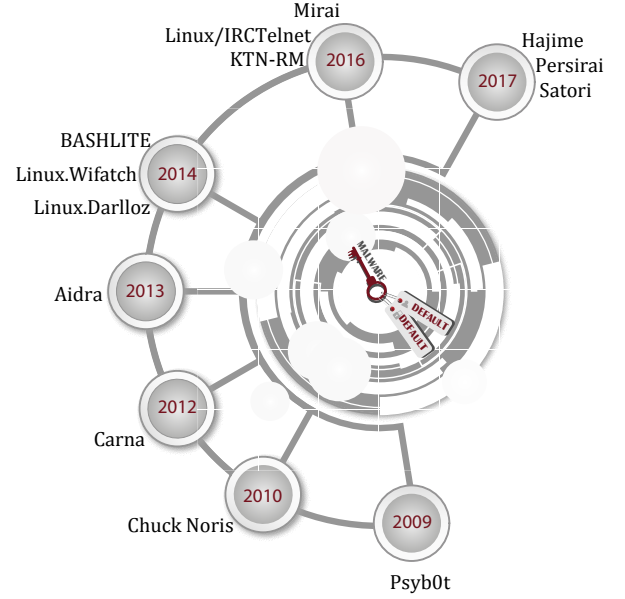 Mirai
Linux/IRCTelnet
KTN-RM
2016
Hajime
Persirai
Satori
2017
BASHLITE
Linux.Wifatch
Linux.Darlloz
2014
Aidra
2013
2012
Carna
2010
Chuck Noris
2009
Psyb0t
MALWARE
DEFAULT
DEFAULT